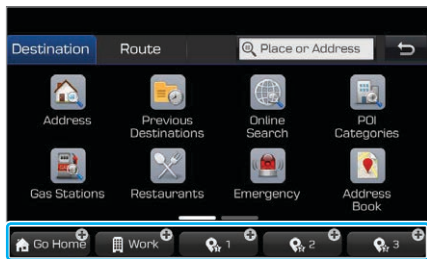 Destination Route Place or Address
Address Previous Destinations Online Search POI Categories
Gas Stations Restaurants Emergency Address Book
Go Home Work 1 2 3